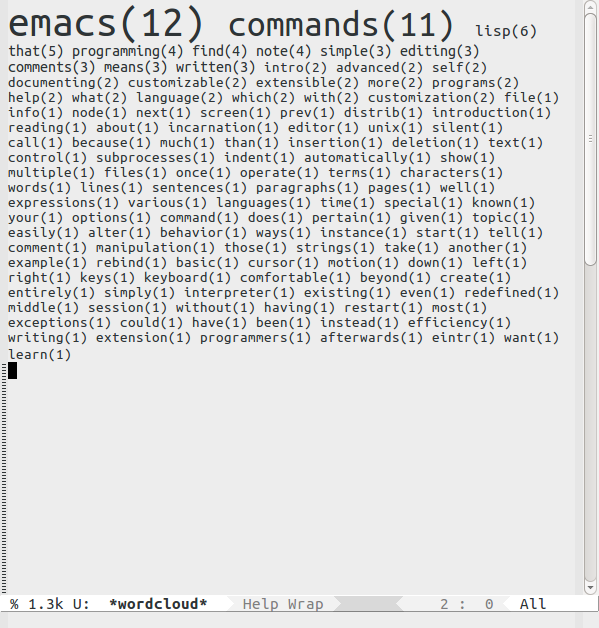 emacs(12) commands(11) lisp(6)
that(5) programming(4) find(4) note(4) simple(3) editing(3)
comments(3) means(3) written(3) intro(2) advanced(2) self(2)
documenting(2) customizable(2) extensible(2) more(2) programs(2)
help(2) what(2) language(2) which(2) with(2) customization(2) file(1)
info(1) node(1) next(1) screen(1) prev(1) distrib(1) introduction(1)
reading(1) about(1) incarnation(1) editor(1) unix(1) silent(1)
call(1) because(1) much(1) than(1) insertion(1) deletion(1) text(1)
control(1) subprocesses(1) indent(1) automatically(1) show(1)
multiple(1) files(1) once(1) operate(1) terms(1) characters(1)
words(1) lines(1) sentences(1) paragraphs(1) pages(1) well(1)
expressions(1) various(1) languages(1) time(1) special(1) known(1)
your(1) options(1) command(1) does(1) pertain(1) given(1) topic(1)
easily(1) alter(1) behavior(1) ways(1) instance(1) start(1) tell(1)
comment(1) manipulation(1) those(1) strings(1) take(1) another(1)
example(1) rebind(1) basic(1) cursor(1) motion(1) down(1) left(1)
right(1) keys(1) keyboard(1) comfortable(1) beyond(1) create(1)
entirely(1) simply(1) interpreter(1) existing(1) even(1) redefined(1)
middle(1) session(1) without(1) having(1) restart(1) most(1)
exceptions(1) could(1) have(1) been(1) instead(1) efficiency(1)
writing(1) extension(1) programmers(1) afterwards(1) eintr(1) want(1)
learn(1)
% 1.3k U: *wordcloud* Help Wrap 2 : 0 All